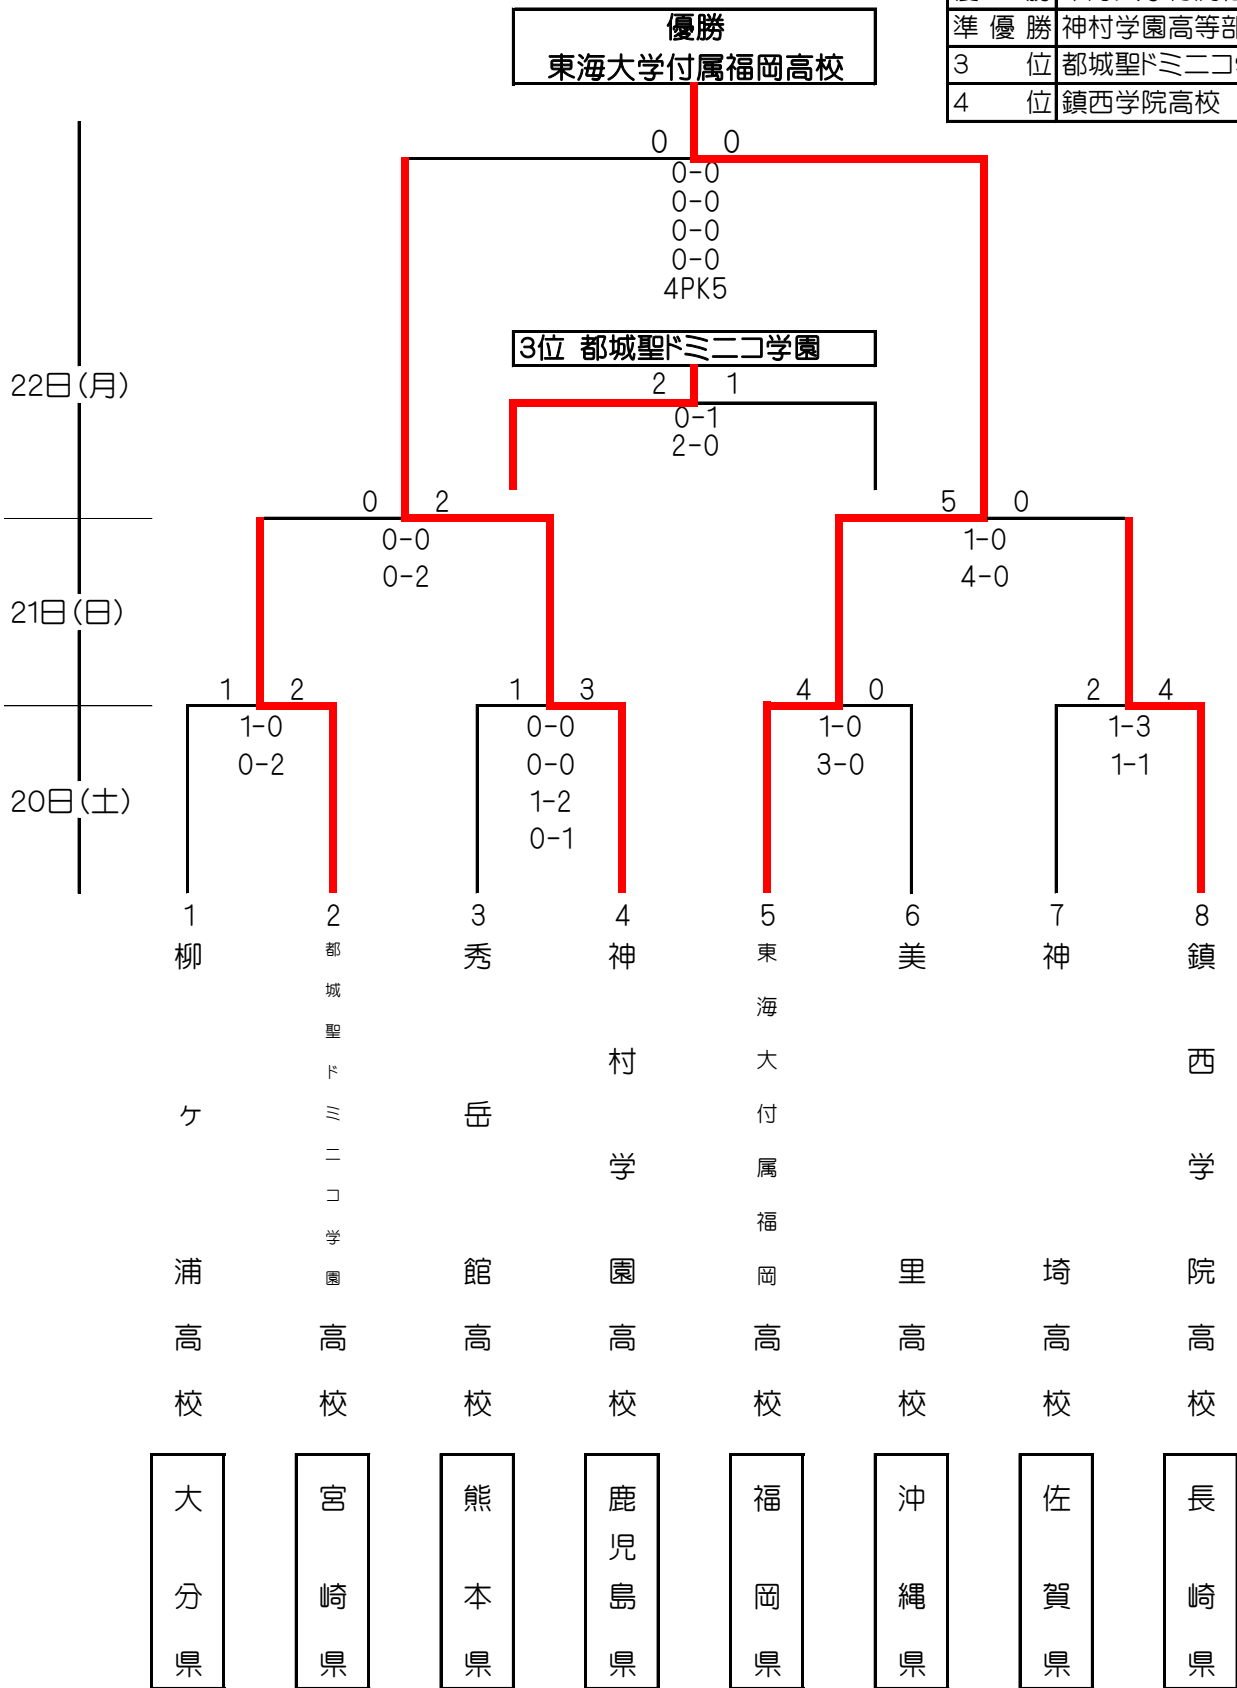 優勝
東海大学付属福岡高校
準優勝 神村学園高等部
3 位 都城聖ドミニコ
4 位 鎮西学院高校
0 0
0-0
0-0
0-0
0-0
4PK5
3位 都城聖ドミニコ学園
22日(月)
2 1
0-1
2-0
0 2
0-0
0-2
5 0
1-0
4-0
21日(日)
1 2
1-0
0-2
1 3
0-0
0-0
1-2
0-1
4 0
1-0
3-0
2 4
1-3
1-1
20日(土)
1
柳ヶ浦高校
大分県
2
都城聖ドミニコ学園高校
宮崎県
3
秀岳館高校
熊本県
4
神村学園高校
鹿児島県
5
東海大付属福岡高校
福岡県
6
美里高校
沖縄県
7
神埼高校
佐賀県
8
鎮西学院高校
長崎県